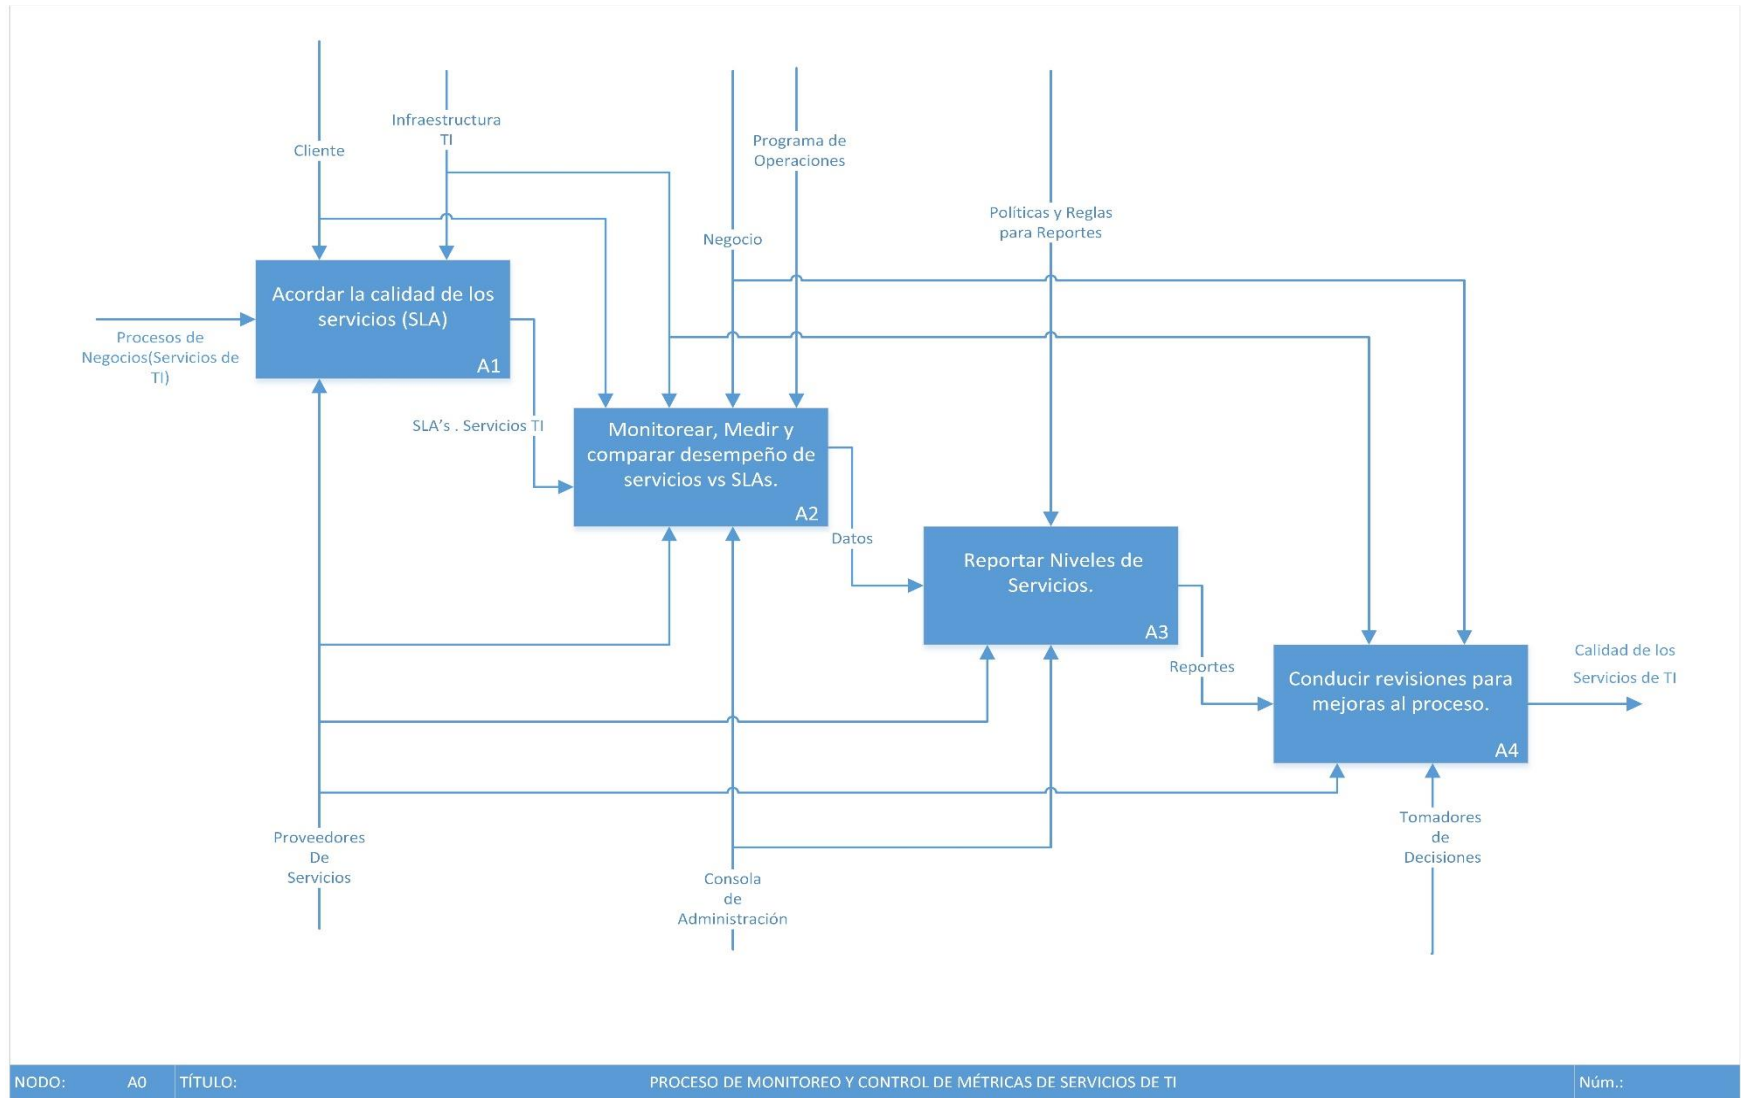 Infraestructura
TI
Cliente
Programa de
Operaciones
Políticas y Reglas
para Reportes
Negocio
Acordar la calidad de los
servicios (SLA)
A1
Procesos de
Negocios(Servicios de
TI)
SLA's . Servicios TI
Monitorear, Medir y
comparar desempeño de
servicios vs SLAs.
A2
Datos
Reportar Niveles de
Servicios.
A3
Reportes
Conducir revisiones para
mejoras al proceso.
A4
Calidad de los
Servicios de TI
Proveedores
De
Servicios
Consola
de
Administración
Tomadores
de
Decisiones
NODO: A0 TÍTULO: PROCESO DE MONITOREO Y CONTROL DE MÉTRICAS DE SERVICIOS DE TI Núm.: